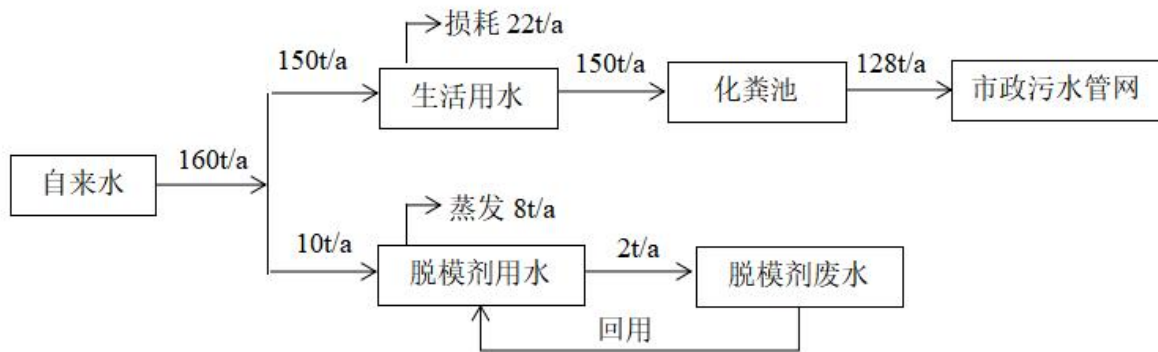 损耗 22t/a
150t/a
150t/a
128t/a
生活用水
化粪池
市政污水管网
160t/a
自来水
蒸发 8t/a
10t/a
2t/a
脱模剂用水
脱模剂废水
回用